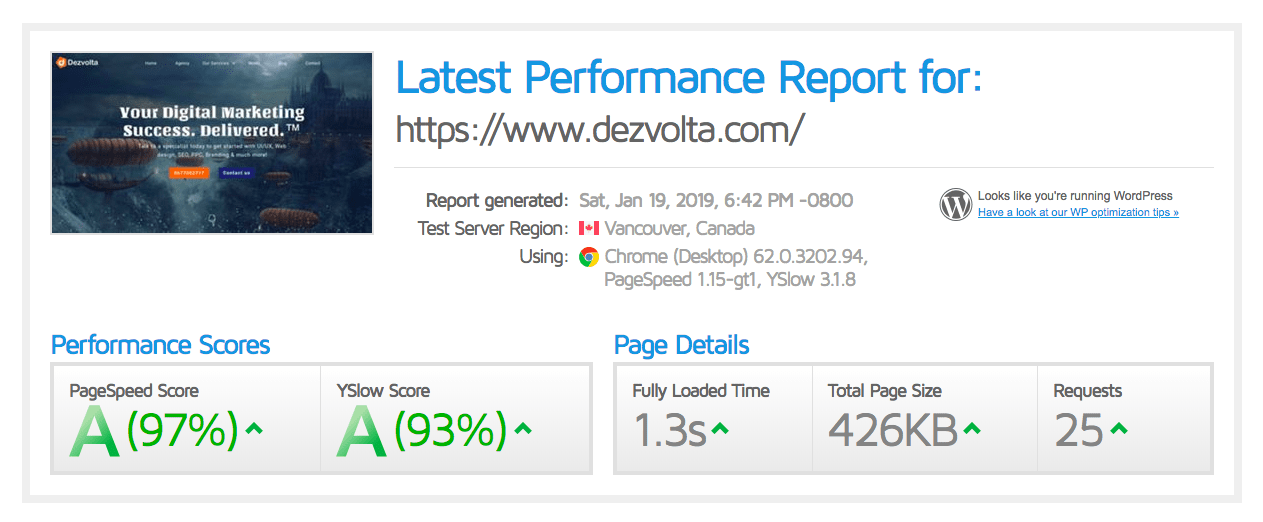 Dezvolta
Home Agency Our Services News Blog Contact
Your Digital Marketing
Success. Delivered.™
Talk to a specialist today to get started with UI/UX, Web
design, SEO, PPC, Branding & much more!
Contact us
Latest Performance Report for:
https://www.dezvolta.com/
Report generated: Sat, Jan 19, 2019, 6:42 PM -0800
Test Server Region: Vancouver, Canada
Using: Chrome (Desktop) 62.0.3202.94,
PageSpeed 1.15-gt1, YSlow 3.1.8
Looks like you're running WordPress
Have a look at our WP optimization tips »
Performance Scores
PageSpeed Score
A (97%)
YSlow Score
A (93%)
Page Details
Fully Loaded Time
1.3s
Total Page Size
426KB
Requests
25